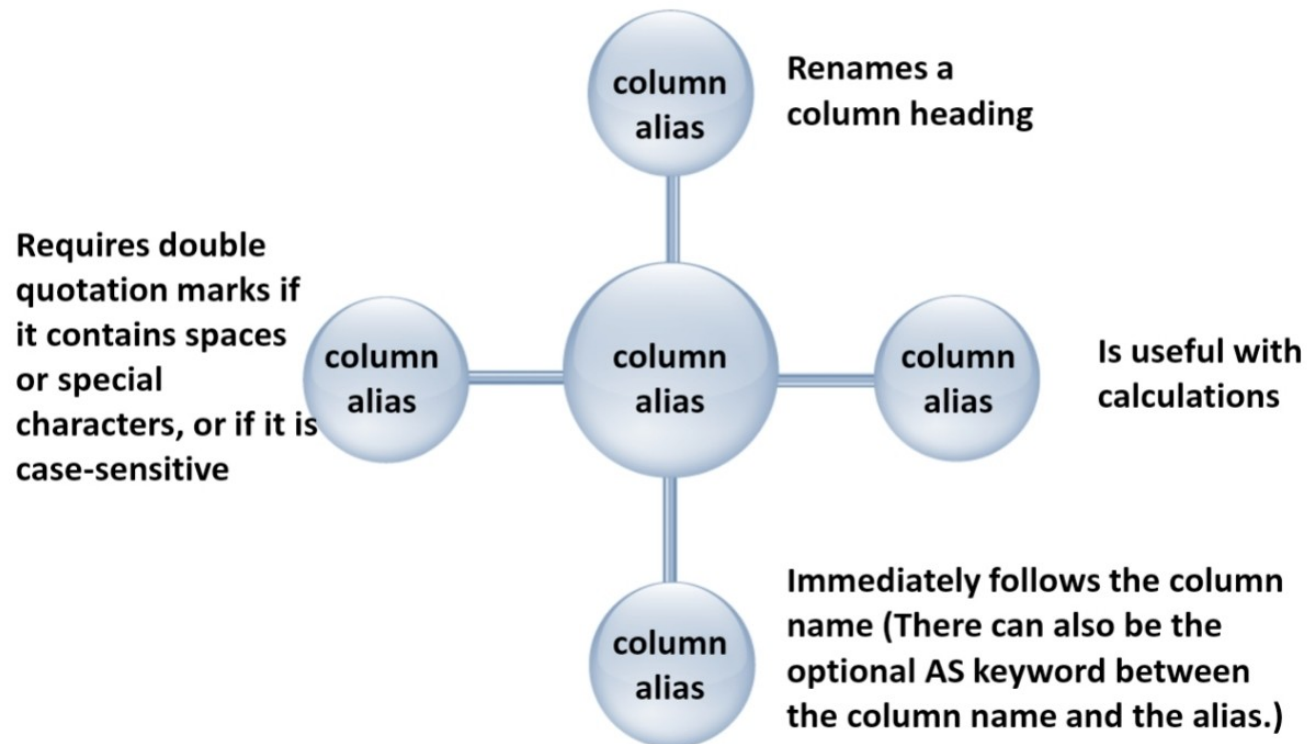 column
alias
Renames a
column heading
Requires double
quotation marks if
it contains spaces
or special
characters, or if it is
case-sensitive
column
alias
column
alias
column
alias
Is useful with
calculations
column
alias
Immediately follows the column
name (There can also be the
optional AS keyword between
the column name and the alias.)